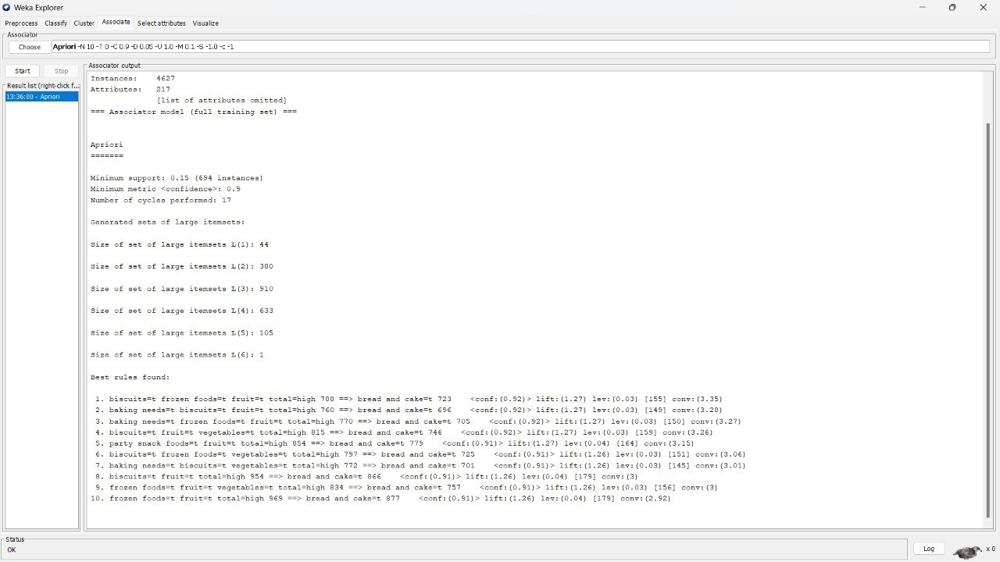 Weka Explorer
Preprocess Classify Cluster Associate Select attributes Visualize
Associator
Choose Apriori -N 10 -T 0 -C 0.9 -D 0.05 -U 1.0 -M 0.1 -S -1.0 -c -1
Start Stop
Result list (right-click f...
13:36:00 - Apriori
Associator output
Instances: 4627
Attributes: 217
[list of attributes omitted]
=== Associator model (full training set) ===
Apriori
=======
Minimum support: 0.15 (694 instances)
Minimum metric <confidence>: 0.9
Number of cycles performed: 17
Generated sets of large itemsets:
Size of set of large itemsets L(1): 44
Size of set of large itemsets L(2): 380
Size of set of large itemsets L(3): 910
Size of set of large itemsets L(4): 633
Size of set of large itemsets L(5): 105
Size of set of large itemsets L(6): 1
Best rules found:
1. biscuits=t frozen foods=t fruit=t total=high 788 ==> bread and cake=t 723 <conf:(0.92)> lift:(1.27) lev:(0.03) [155] conv:(3.35)
2. baking needs=t biscuits=t fruit=t total=high 760 ==> bread and cake=t 696 <conf:(0.92)> lift:(1.27) lev:(0.03) [149] conv:(3.28)
3. baking needs=t frozen foods=t fruit=t total=high 770 ==> bread and cake=t 705 <conf:(0.92)> lift:(1.27) lev:(0.03) [150] conv:(3.27)
4. biscuits=t fruit=t vegetables=t total=high 815 ==> bread and cake=t 746 <conf:(0.92)> lift:(1.27) lev:(0.03) [159] conv:(3.26)
5. party snack foods=t fruit=t total=high 854 ==> bread and cake=t 779 <conf:(0.91)> lift:(1.27) lev:(0.04) [164] conv:(3.15)
6. biscuits=t frozen foods=t vegetables=t total=high 797 ==> bread and cake=t 725 <conf:(0.91)> lift:(1.26) lev:(0.03) [151] conv:(3.06)
7. baking needs=t biscuits=t vegetables=t total=high 772 ==> bread and cake=t 701 <conf:(0.91)> lift:(1.26) lev:(0.03) [145] conv:(3.01)
8. biscuits=t fruit=t total=high 954 ==> bread and cake=t 866 <conf:(0.91)> lift:(1.26) lev:(0.04) [179] conv:(3)
9. frozen foods=t fruit=t vegetables=t total=high 834 ==> bread and cake=t 757 <conf:(0.91)> lift:(1.26) lev:(0.03) [156] conv:(3)
10. frozen foods=t fruit=t total=high 969 ==> bread and cake=t 877 <conf:(0.91)> lift:(1.26) lev:(0.04) [179] conv:(2.92)
Status
OK
Log x 0